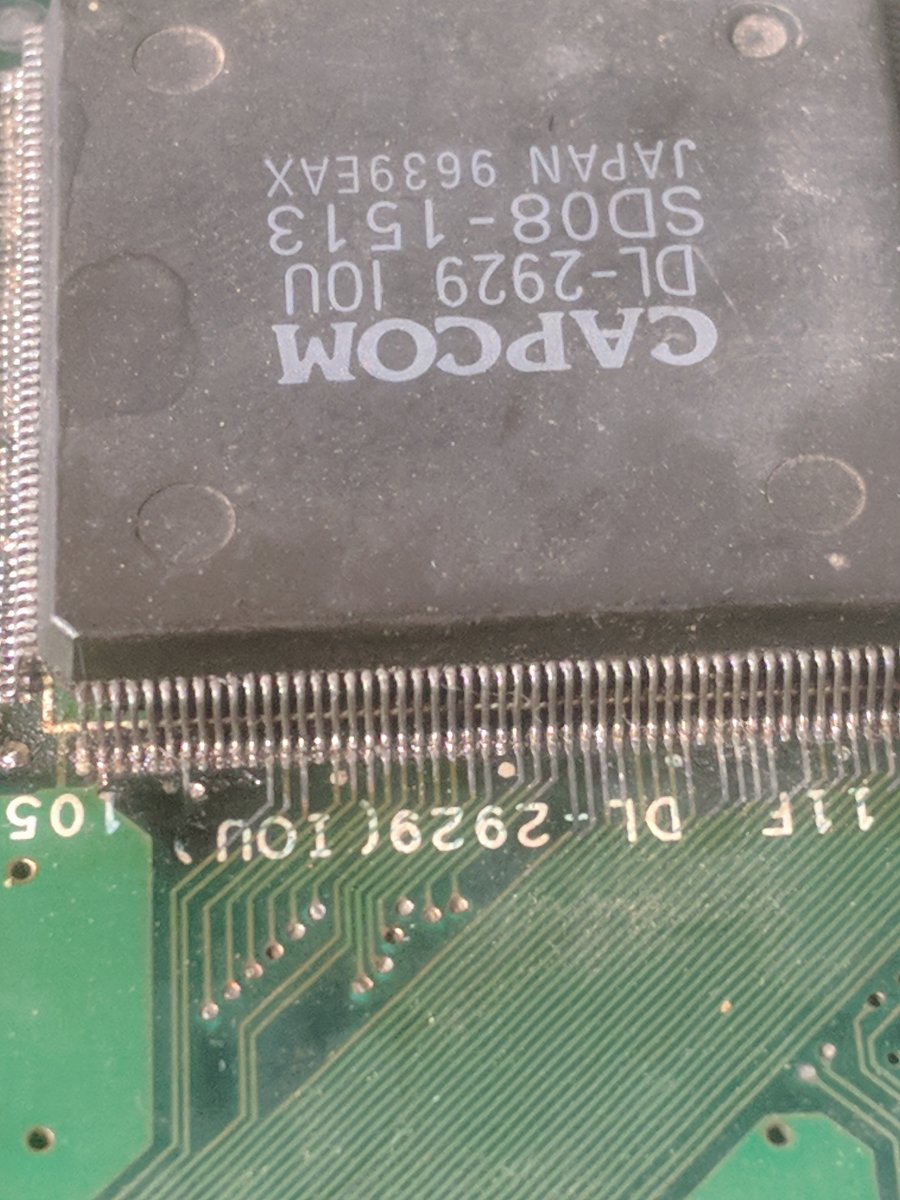 11F DL-2929(IOU) 105
CAPCOM
DL-2929 IOU
SD08-1513
JAPAN 9639EAX